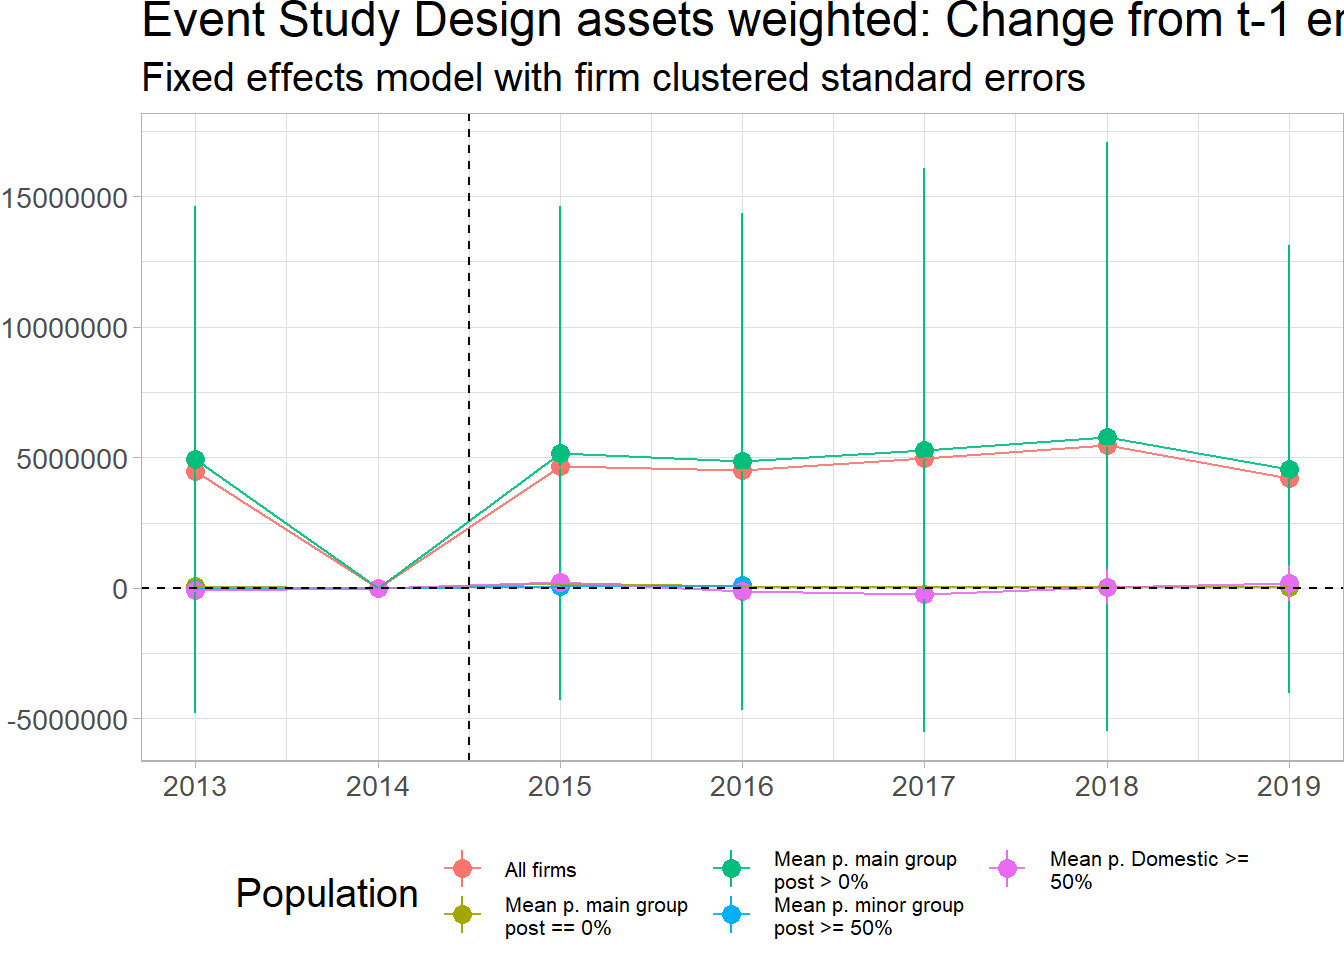 Event Study Design assets weighted: Change from t-1 er
Fixed effects model with firm clustered standard errors
15000000
10000000
5000000
0
-5000000
2013 2014 2015 2016 2017 2018 2019
Population
All firms
Mean p. main group
post == 0%
Mean p. main group
post > 0%
Mean p. minor group
post >= 50%
Mean p. Domestic >=
50%